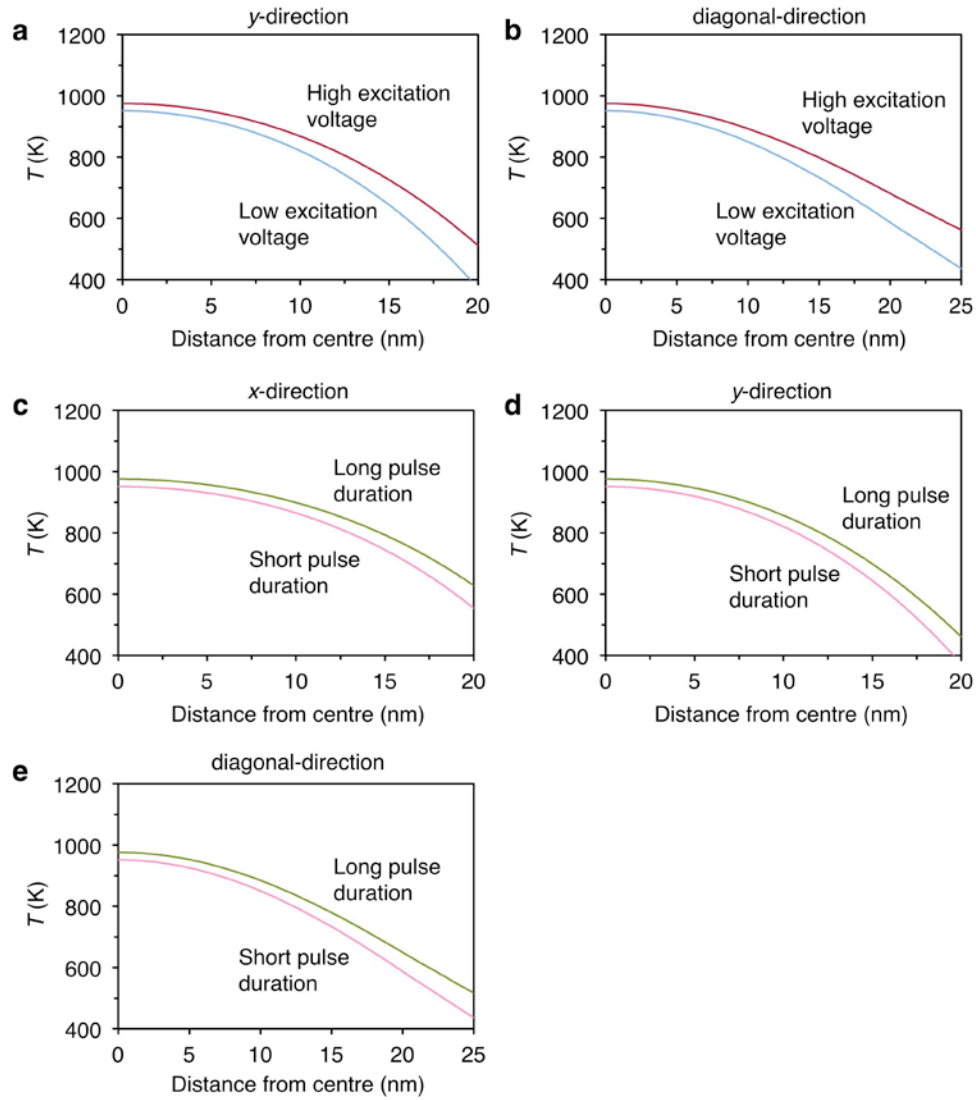 a
y-direction
1200
1000
800
600
400
T (K)
High excitation
voltage
Low excitation
voltage
0 5 10 15 20
Distance from centre (nm)
b
diagonal-direction
1200
1000
800
600
400
T (K)
High excitation
voltage
Low excitation
voltage
0 5 10 15 20 25
Distance from centre (nm)
c
x-direction
1200
1000
800
600
400
T (K)
Long pulse
duration
Short pulse
duration
0 5 10 15 20
Distance from centre (nm)
d
y-direction
1200
1000
800
600
400
T (K)
Long pulse
duration
Short pulse
duration
0 5 10 15 20
Distance from centre (nm)
e
diagonal-direction
1200
1000
800
600
400
T (K)
Long pulse
duration
Short pulse
duration
0 5 10 15 20 25
Distance from centre (nm)